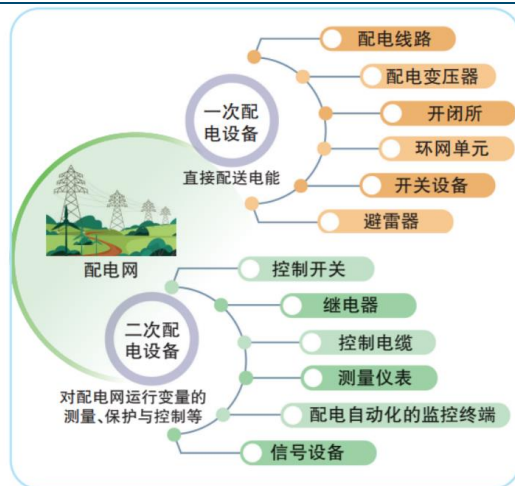 配电线路
配电变压器
开闭所
环网单元
开关设备
避雷器
一次配
电设备
直接配送电能
配电网
控制开关
继电器
控制电缆
测量仪表
配电自动化的监控终端
信号设备
二次配
电设备
对配电网运行变量的
测量、保护与控制等